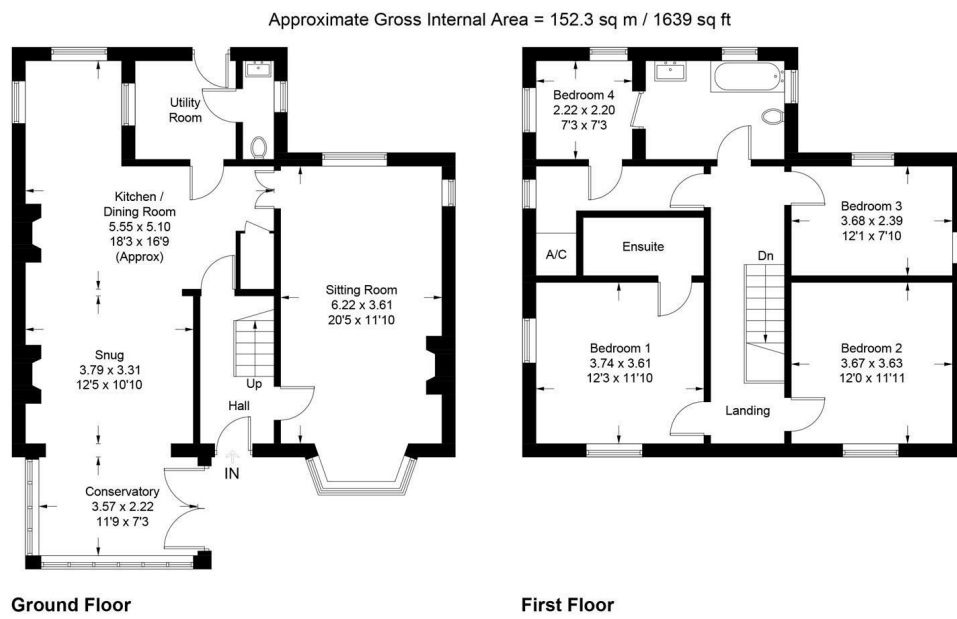 Approximate Gross Internal Area = 152.3 sq m / 1639 sq ft
Utility
Room
Kitchen /
Dining Room
5.55 x 5.10
18'3 x 16'9
(Approx)
Sitting Room
6.22 x 3.61
20'5 x 11'10
Snug
3.79 x 3.31
12'5 x 10'10
Up
Hall
IN
Conservatory
3.57 x 2.22
11'9 x 7'3
Ground Floor
Bedroom 4
2.22 x 2.20
7'3 x 7'3
Bedroom 3
3.68 x 2.39
12'1 x 7'10
A/C
Ensuite
Dn
Bedroom 1
3.74 x 3.61
12'3 x 11'10
Bedroom 2
3.67 x 3.63
12'0 x 11'11
Landing
First Floor